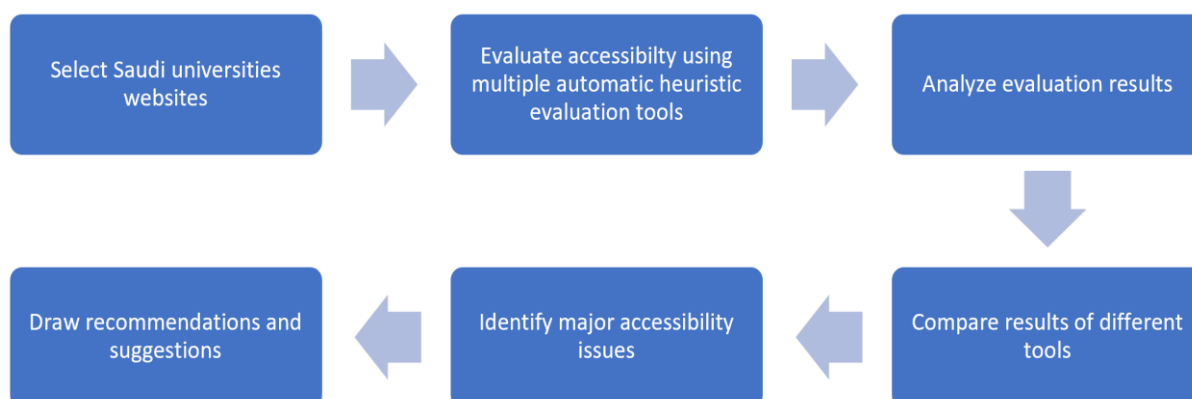 Select Saudi universities
websites
Evaluate accessibilty using
multiple automatic heuristic
evaluation tools
Analyze evaluation results
Compare results of different
tools
Identify major accessibility
issues
Draw recommendations and
suggestions